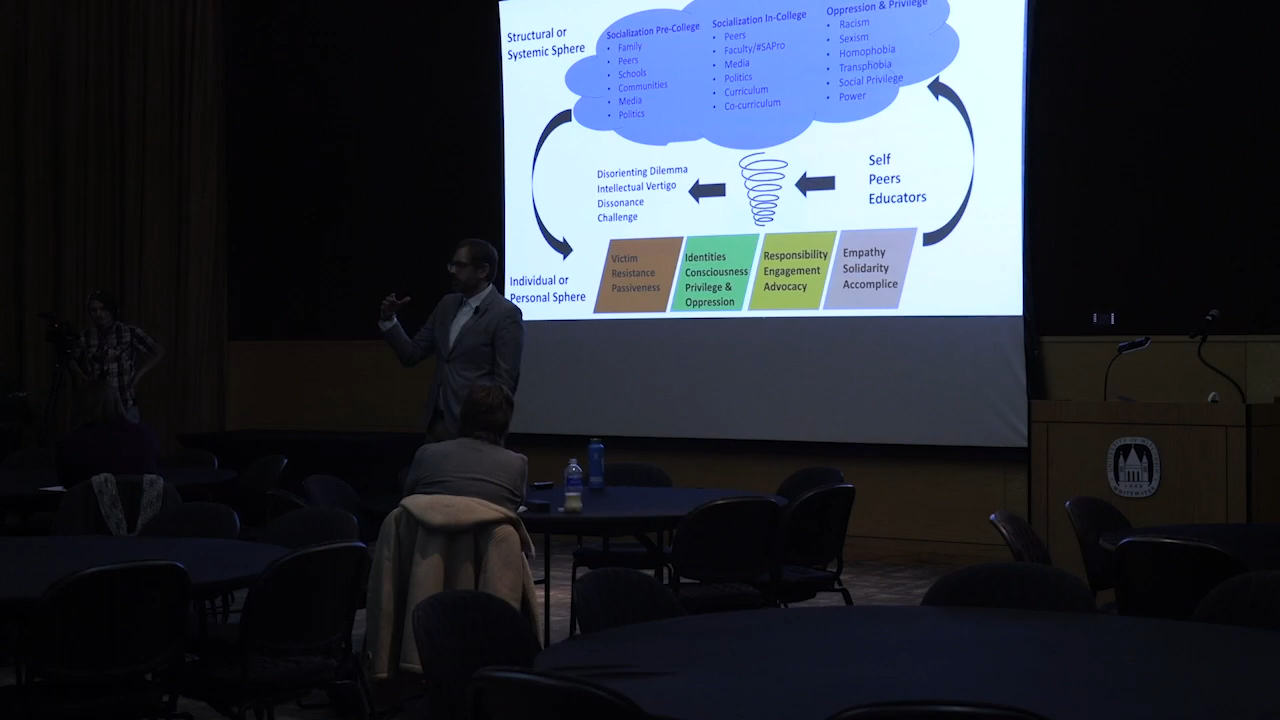 Structural or
Systemic Sphere
Socialization Pre-College
• Family
• Peers
• Schools
• Communities
• Media
• Politics
Socialization In-College
• Peers
• Faculty/#SAPro
• Media
• Politics
• Curriculum
• Co-curriculum
Oppression & Privilege
• Racism
• Sexism
• Homophobia
• Transphobia
• Social Privilege
• Power
Disorienting Dilemma
Intellectual Vertigo
Dissonance
Challenge
Self
Peers
Educators
Individual or
Personal Sphere
Victim
Resistance
Passiveness
Identities
Consciousness
Privilege &
Oppression
Responsibility
Engagement
Advocacy
Empathy
Solidarity
Accomplice
WHITEWATER